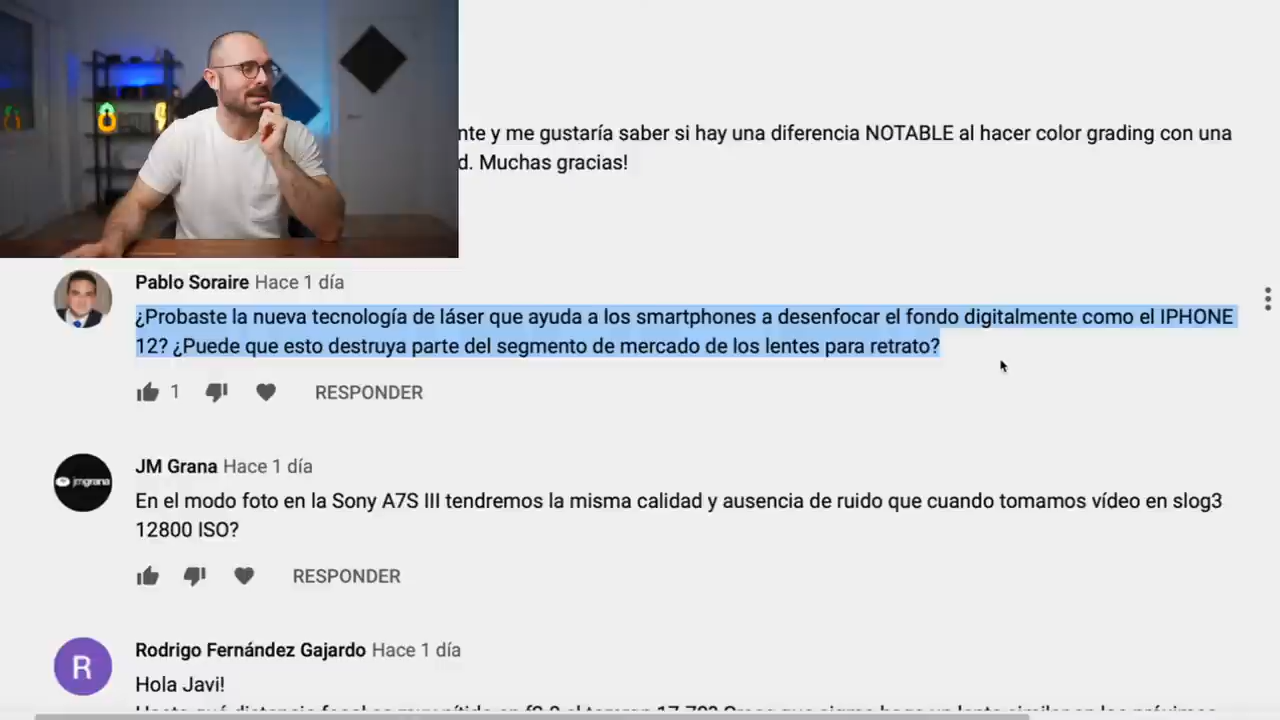 nte y me gustaría saber si hay una diferencia NOTABLE al hacer color grading con una
d. Muchas gracias!
Pablo Soraire Hace 1 día
¿Probaste la nueva tecnología de láser que ayuda a los smartphones a desenfocar el fondo digitalmente como el IPHONE
12? ¿Puede que esto destruya parte del segmento de mercado de los lentes para retrato?
1 RESPONDER
JM Grana Hace 1 día
jmgrana
En el modo foto en la Sony A7S III tendremos la misma calidad y ausencia de ruido que cuando tomamos vídeo en slog3
12800 ISO?
RESPONDER
Rodrigo Fernández Gajardo Hace 1 día
R
Hola Javi!